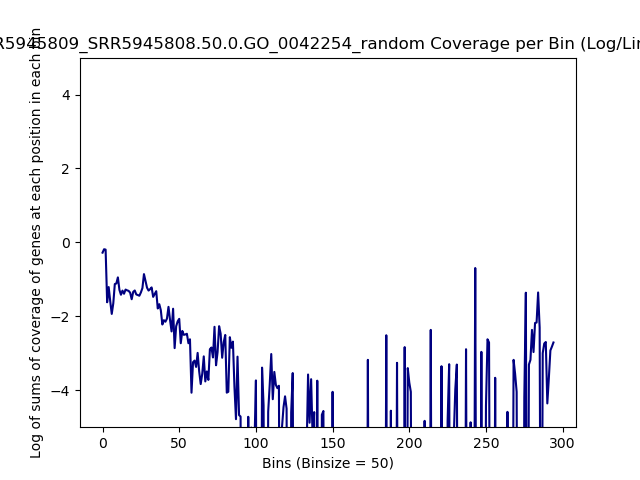 5945809_SRR5945808.50.0.GO_0042254_random Coverage per Bin (Log/Lin
Log of sums of coverage of genes at each position in each bin
4
2
0
−2
−4
0 50 100 150 200 250 300
Bins (Binsize = 50)